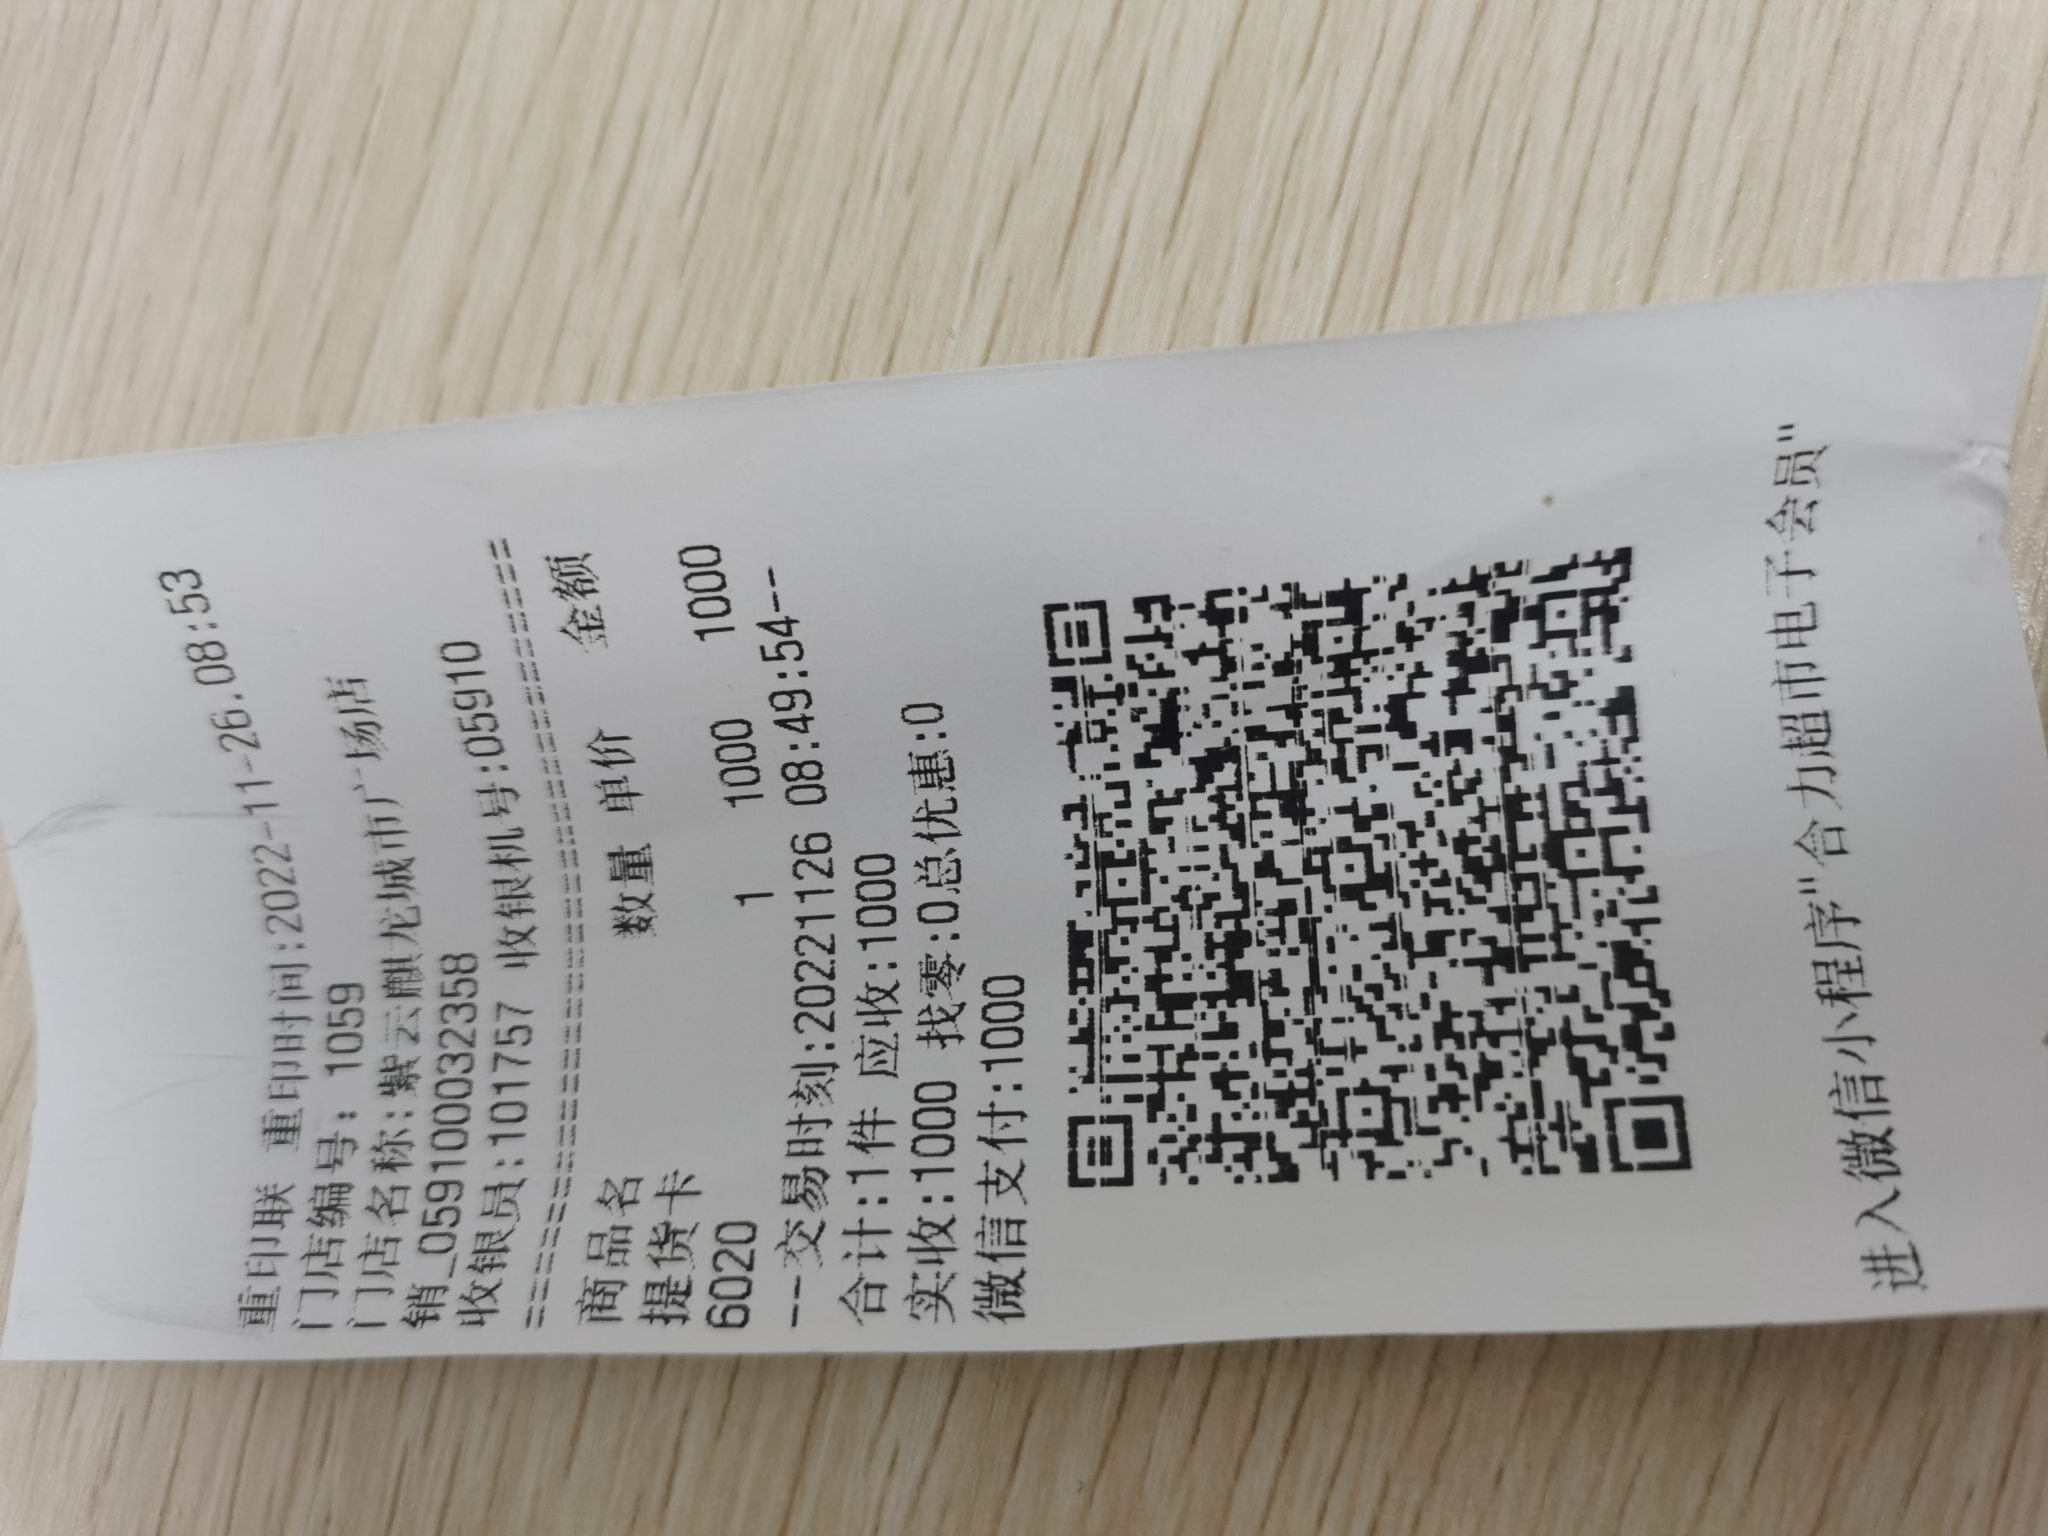 重印联 重印时间:2022-11-26.08:53
门店编号: 1059
门店名称:紫云麒龙城市广场店
销_059100032358
收银员:101757 收银机号:05910
================================
商品名 数量 单价 金额
提货卡
6020 1 1000 1000
--交易时刻:20221126 08:49:54--
合计:1件 应收:1000
实收:1000 找零:0总优惠:0
微信支付:1000
进入微信小程序"合力超市电子会员"